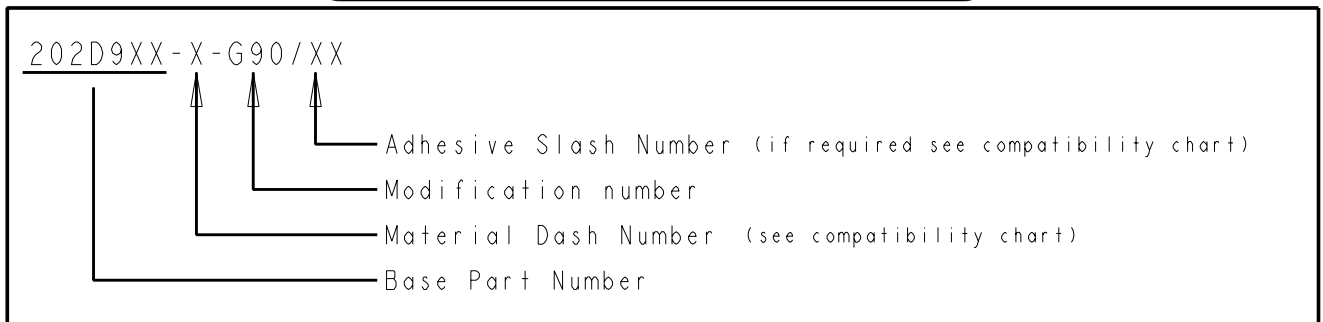 202D9XX-X-G90/XX
Adhesive Slash Number (if required see compatibility chart)
Modification number
Material Dash Number (see compatibility chart)
Base Part Number